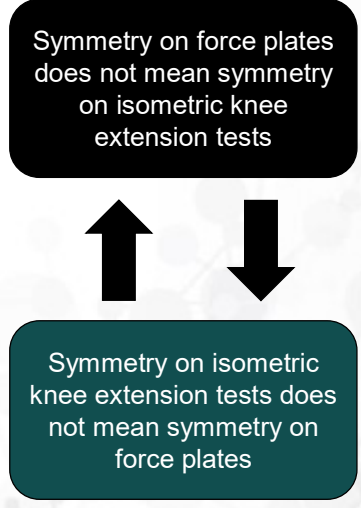 Symmetry on force plates
does not mean symmetry
on isometric knee
extension tests
Symmetry on isometric
knee extension tests does
not mean symmetry on
force plates